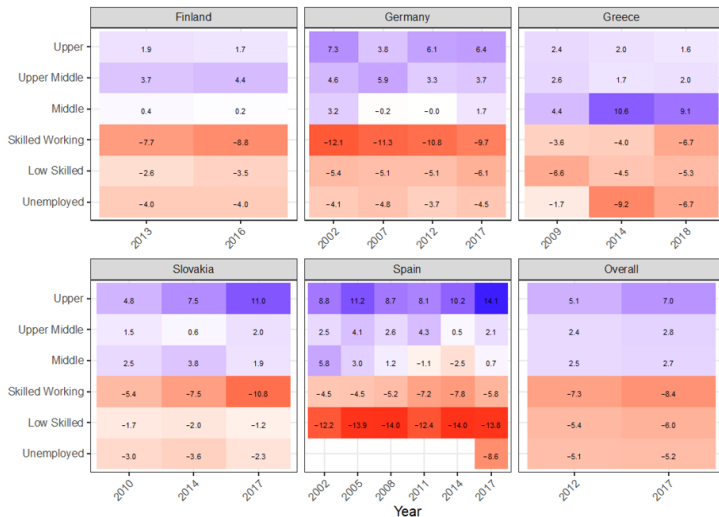 Finland Germany Greece
Upper 1.9 1.7 7.3 3.8 6.1 6.4 2.4 2.0 1.6
Upper Middle 3.7 4.4 4.6 5.9 3.3 3.7 2.6 1.7 2.0
Middle 0.4 0.2 3.2 −0.2 −0.0 1.7 4.4 10.6 9.1
Skilled Working −7.7 −8.8 −12.1 −11.3 −10.8 −9.7 −3.6 −4.0 −6.7
Low Skilled −2.6 −3.5 −5.4 −5.1 −5.1 −6.1 −6.6 −4.5 −5.3
Unemployed −4.0 −4.0 −4.1 −4.8 −3.7 −4.5 −1.7 −9.2 −6.7
2013 2016 2002 2007 2012 2017 2009 2014 2018
Slovakia Spain Overall
Upper 4.8 7.5 11.0 8.8 11.2 8.7 8.1 10.2 14.1 5.1 7.0
Upper Middle 1.5 0.6 2.0 2.5 4.1 2.6 4.3 0.5 2.1 2.4 2.8
Middle 2.5 3.8 1.9 5.8 3.0 1.2 −1.1 −2.5 0.7 2.5 2.7
Skilled Working −5.4 −7.5 −10.8 −4.5 −4.5 −5.2 −7.2 −7.8 −5.8 −7.3 −8.4
Low Skilled −1.7 −2.0 −1.2 −12.2 −13.9 −14.0 −12.4 −14.0 −13.8 −5.4 −6.0
Unemployed −3.0 −3.6 −2.3 −8.6 −5.1 −5.2
2010 2014 2017 2002 2005 2008 2011 2014 2017 2012 2017
Year